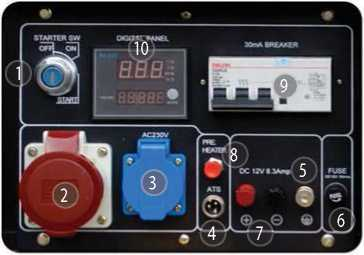 STARTER SW
OFF
ON
START
1
DIGITAL PANEL
10
30mA BREAKER
9
2
AC230V
3
PRE.
HEATER
8
ATS
4
DC 12V 8.3Amp
5
7
FUSE
6